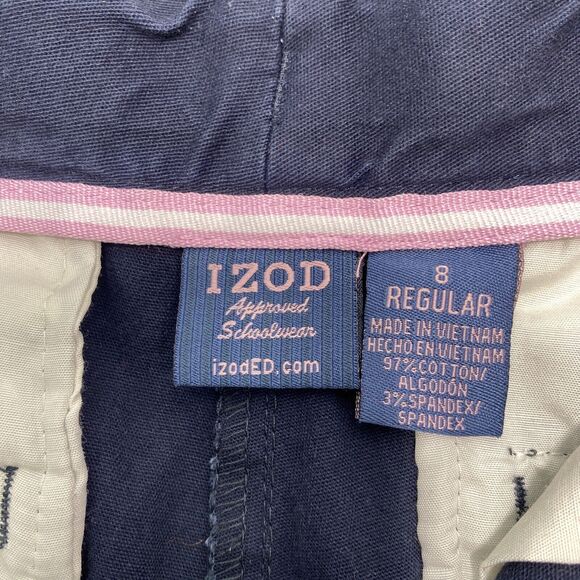 IZOD
Approved
Schoolwear
izodED.com
8
REGULAR
MADE IN VIETNAM
HECHO EN VIETNAM
97%COTTON/
ALGODÓN
3%SPANDEX/
SPANDEX